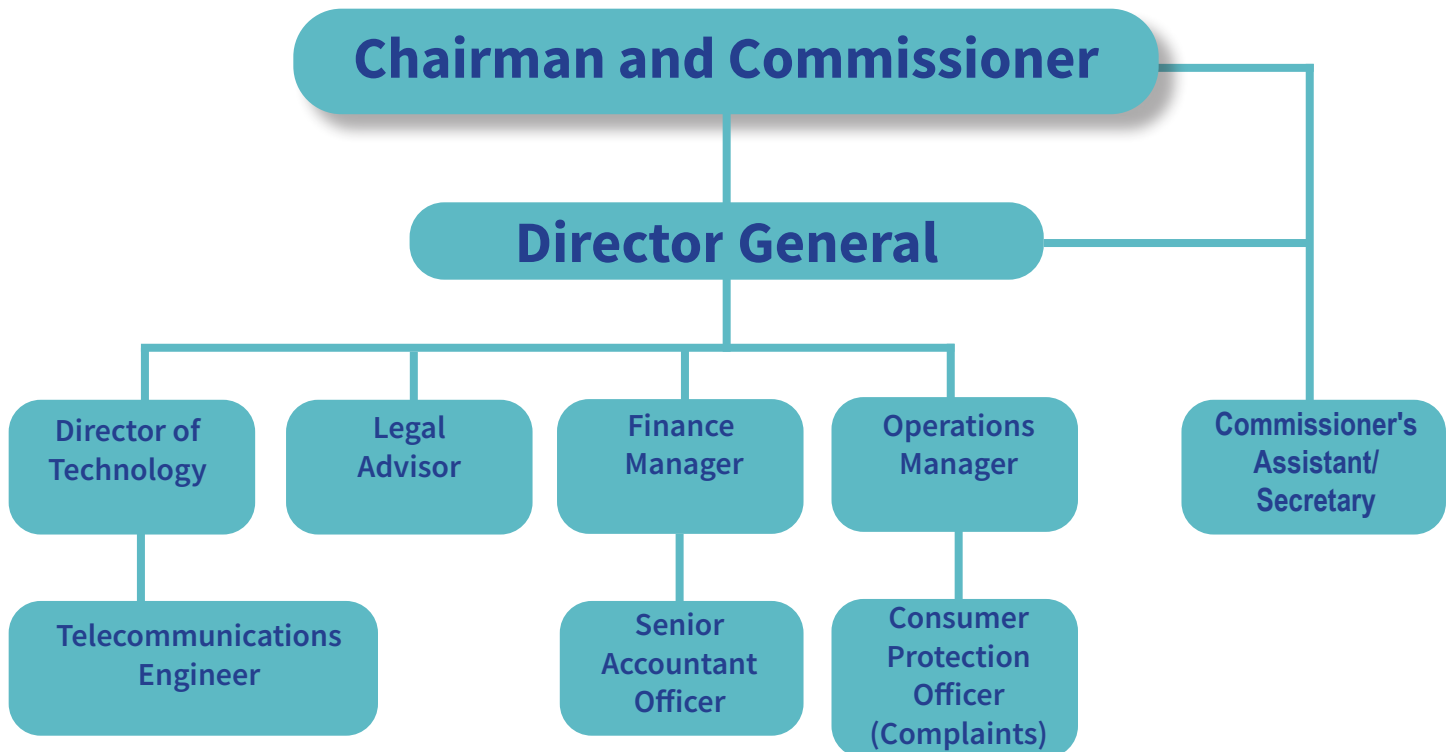 Chairman and Commissioner
Director General
Director of
Technology
Legal
Advisor
Finance
Manager
Operations
Manager
Commissioner's
Assistant/
Secretary
Telecommunications
Engineer
Senior
Accountant
Officer
Consumer
Protection
Officer
(Complaints)